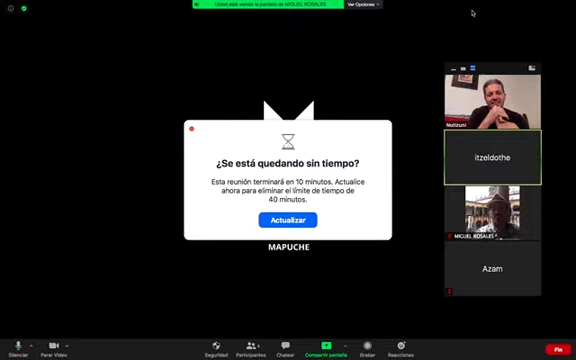 Usted está viendo la pantalla de MIGUEL ROSALES
Ver Opciones
¿Se está quedando sin tiempo?
Esta reunión terminará en 10 minutos. Actualice
ahora para eliminar el límite de tiempo de
40 minutos.
Actualizar
MAPUCHE
Notizuni
itzeldothe
MIGUEL ROSALES
Azam
Silenciar
Parar Video
Seguridad
Participantes
Chatear
Compartir pantalla
Grabar
Reacciones
Fin